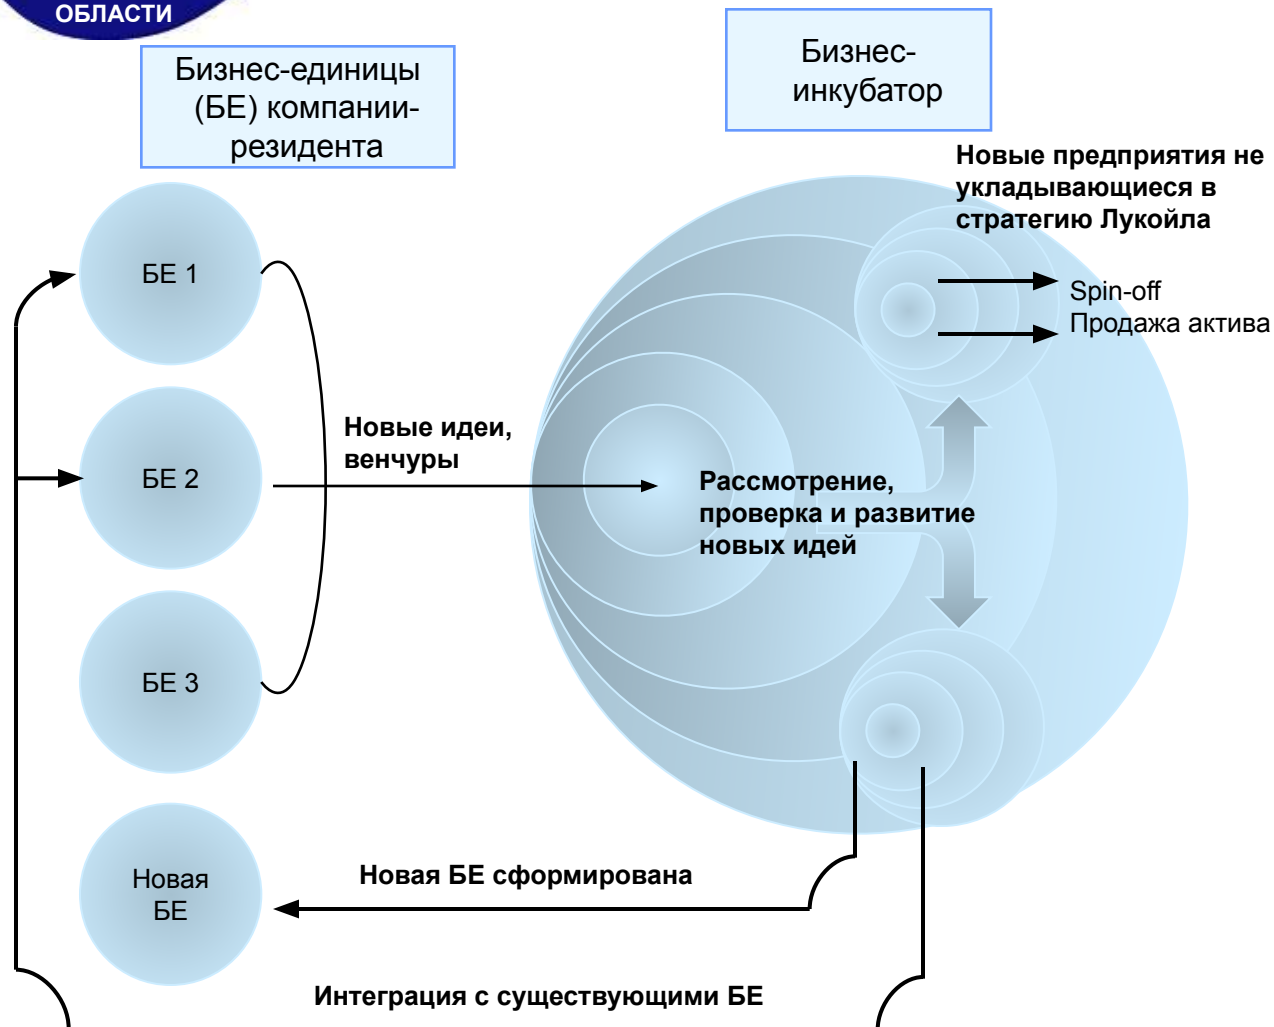 ОБЛАСТИ
Бизнес-единицы
(БЕ) компании-
резидента
Бизнес-
инкубатор
Новые предприятия не
укладывающиеся в
стратегию Лукойла
БЕ 1
Spin-off
Продажа актива
Новые идеи,
венчуры
БЕ 2
Рассмотрение,
проверка и развитие
новых идей
БЕ 3
Новая
БЕ
Новая БЕ сформирована
Интеграция с существующими БЕ